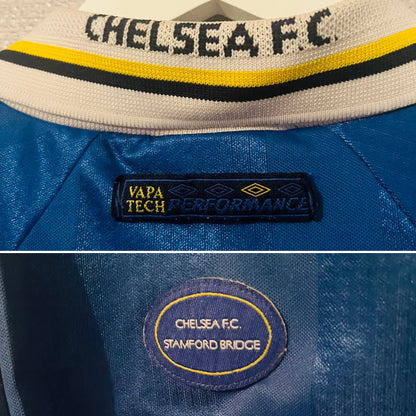 CHELSEA F.C.
VAPA
TECH PERFORMANCE
CHELSEA F.C.
STAMFORD BRIDGE